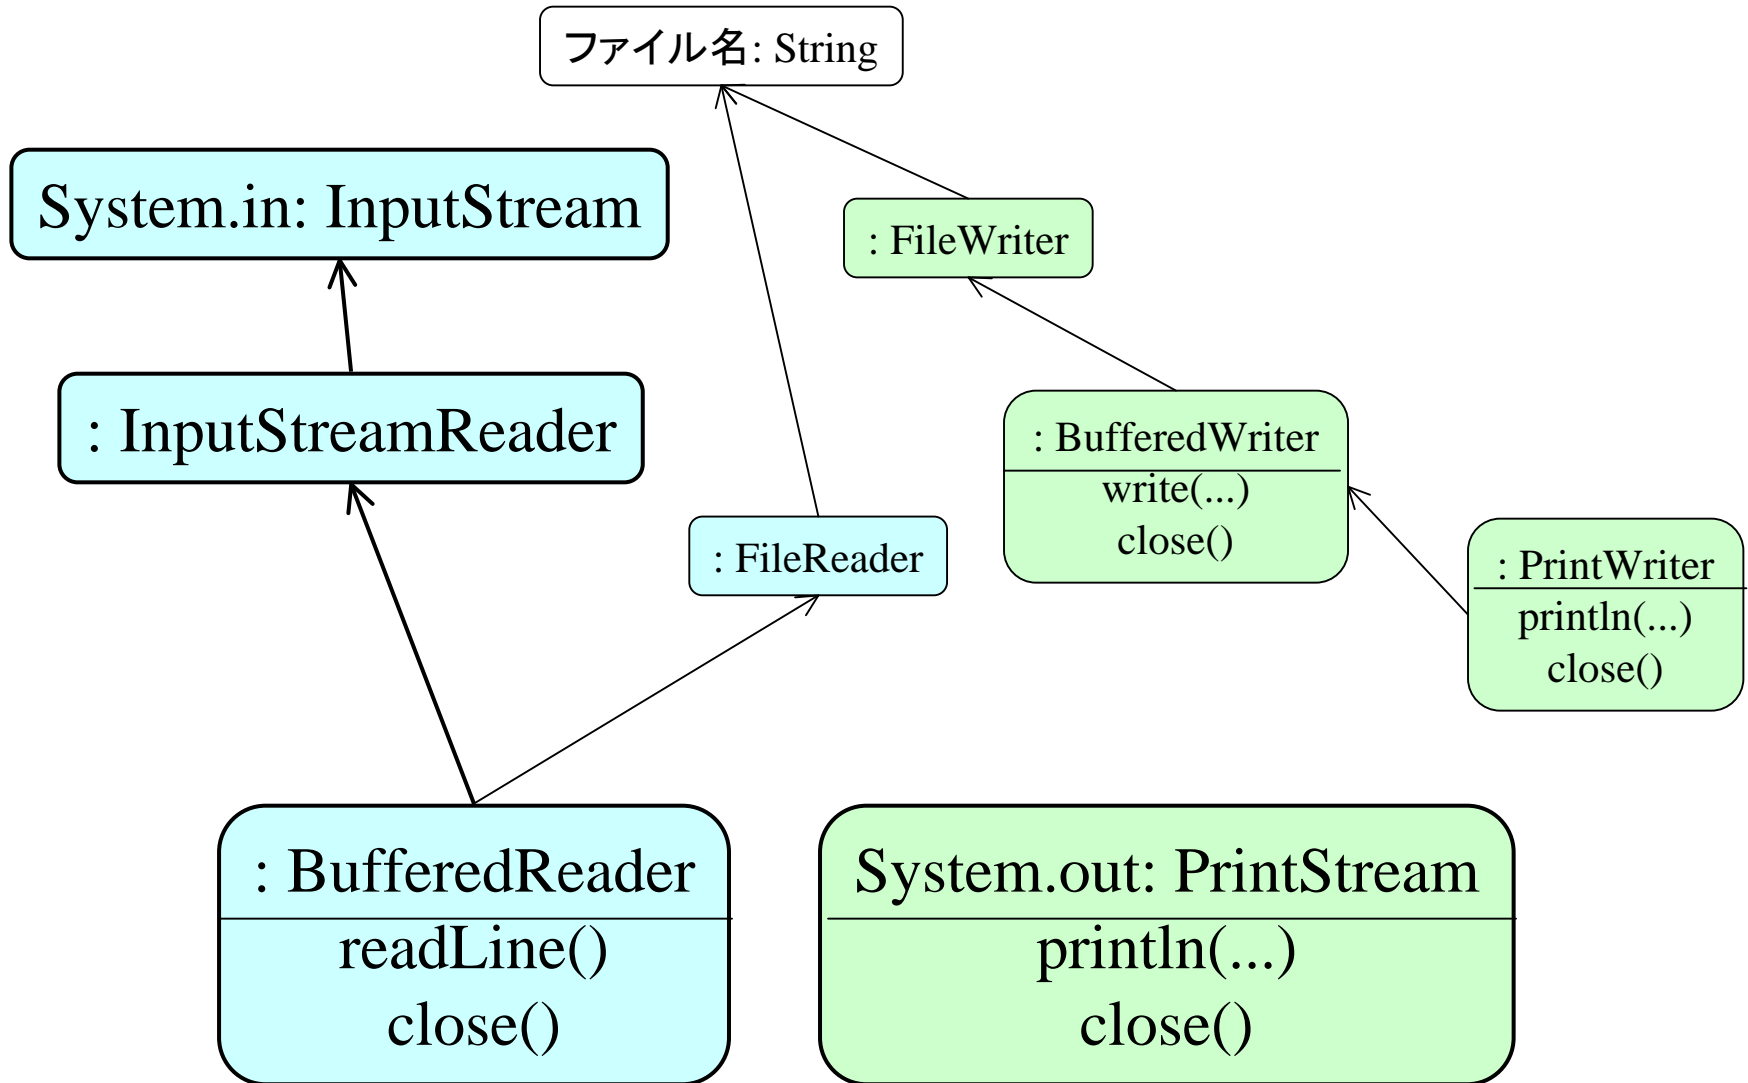 ファイル名: String
System.in: InputStream
: FileWriter
: InputStreamReader
: BufferedWriter
write(...)
close()
: FileReader
: PrintWriter
println(...)
close()
: BufferedReader
readLine()
close()
System.out: PrintStream
println(...)
close()